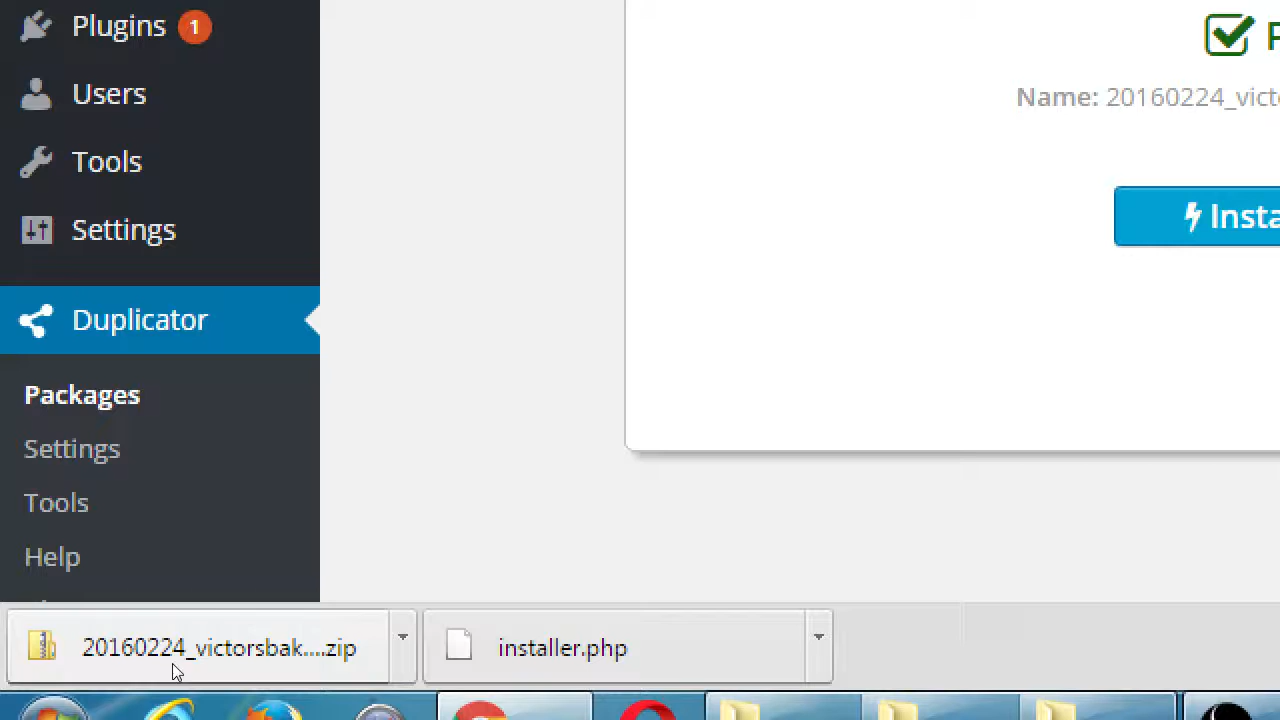 Plugins 1
Users
Tools
Settings
Duplicator
Packages
Settings
Tools
Help
Name: 20160224_victo
Insta
20160224_victorsbak....zip
installer.php